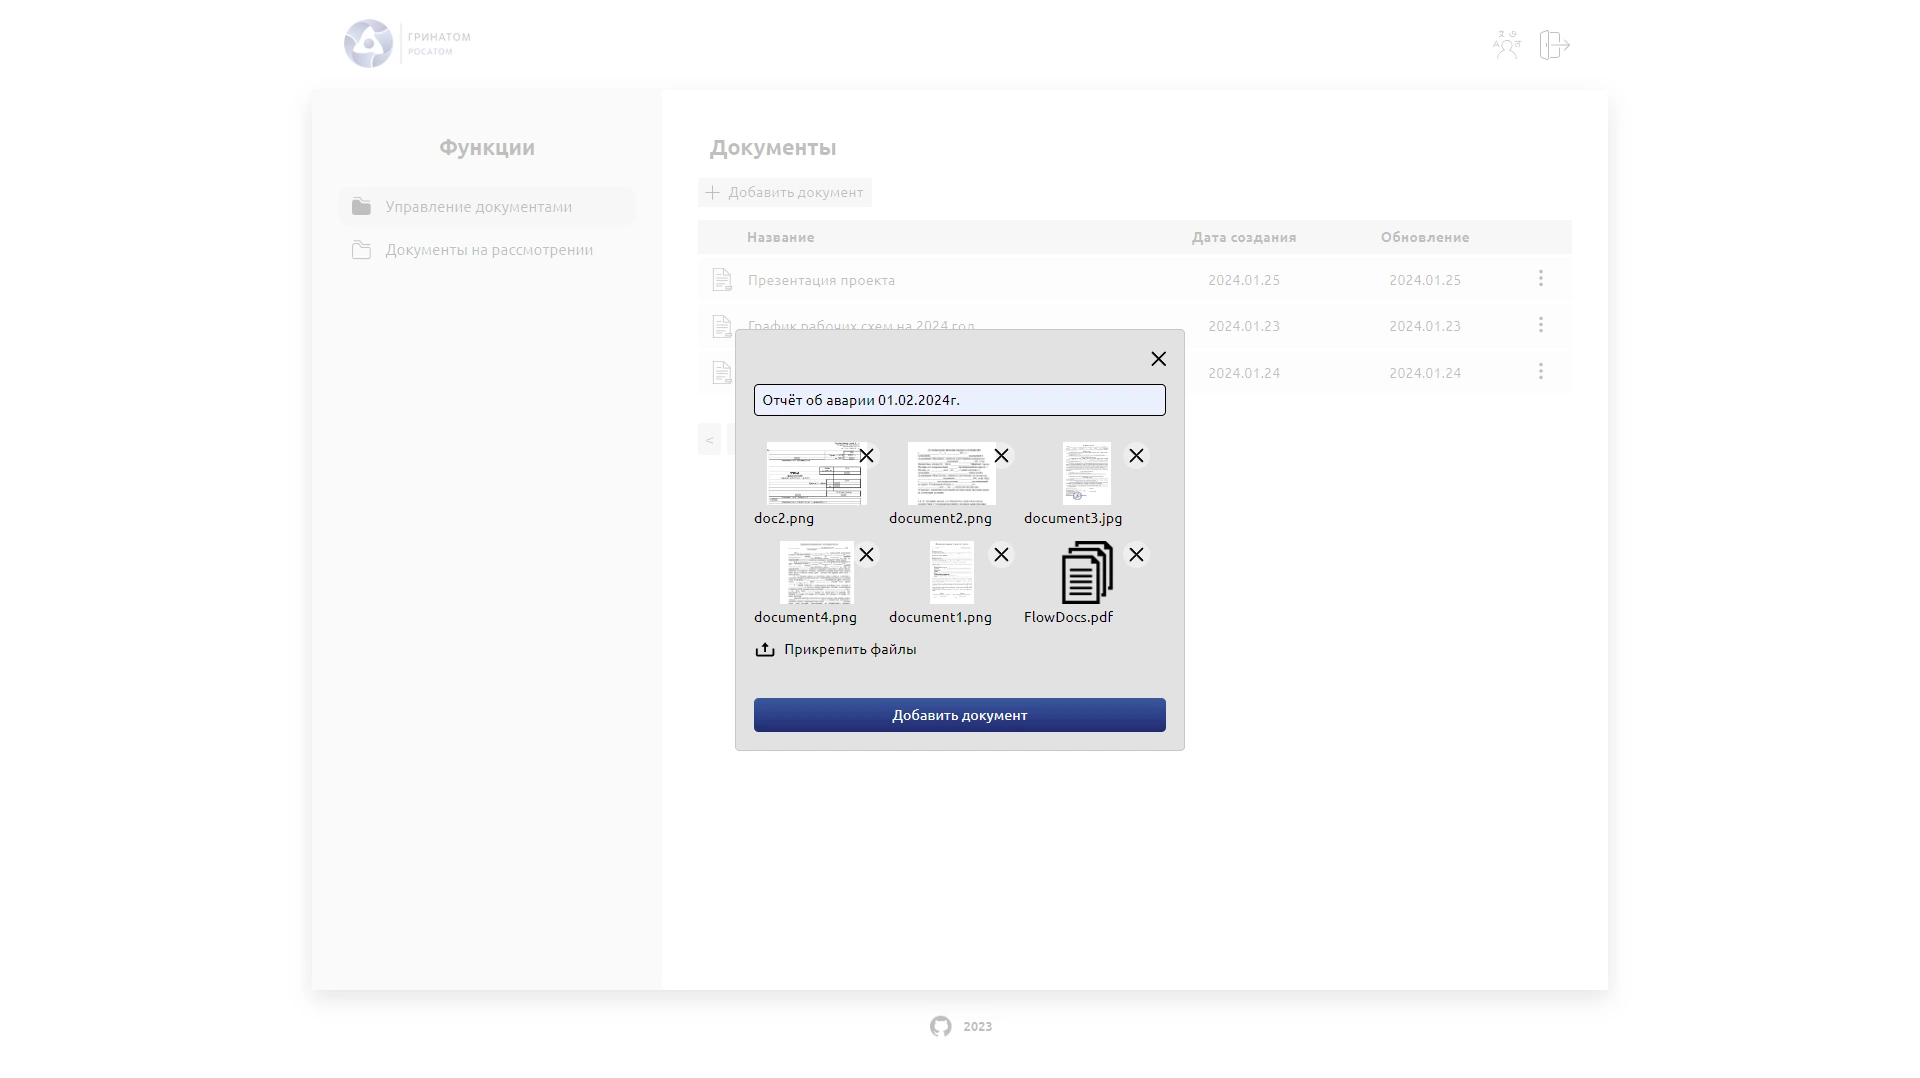 ГРИНАТОМ
РОСАТОМ
Функции
Управление документами
Документы на рассмотрении
Документы
Добавить документ
Название Дата создания Обновление
Презентация проекта 2024.01.25 2024.01.25
График рабочих схем на 2024 год 2024.01.23 2024.01.23
2024.01.24 2024.01.24
<
Отчёт об аварии 01.02.2024г.
doc2.png document2.png document3.jpg
document4.png document1.png FlowDocs.pdf
Прикрепить файлы
Добавить документ
2023